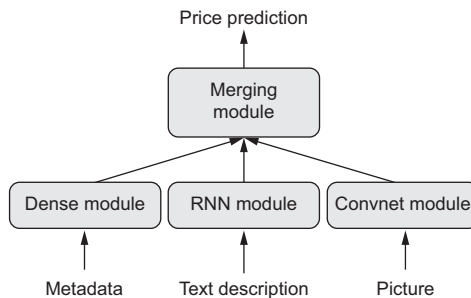 Price prediction
Merging
module
Dense module
RNN module
Convnet module
Metadata
Text description
Picture